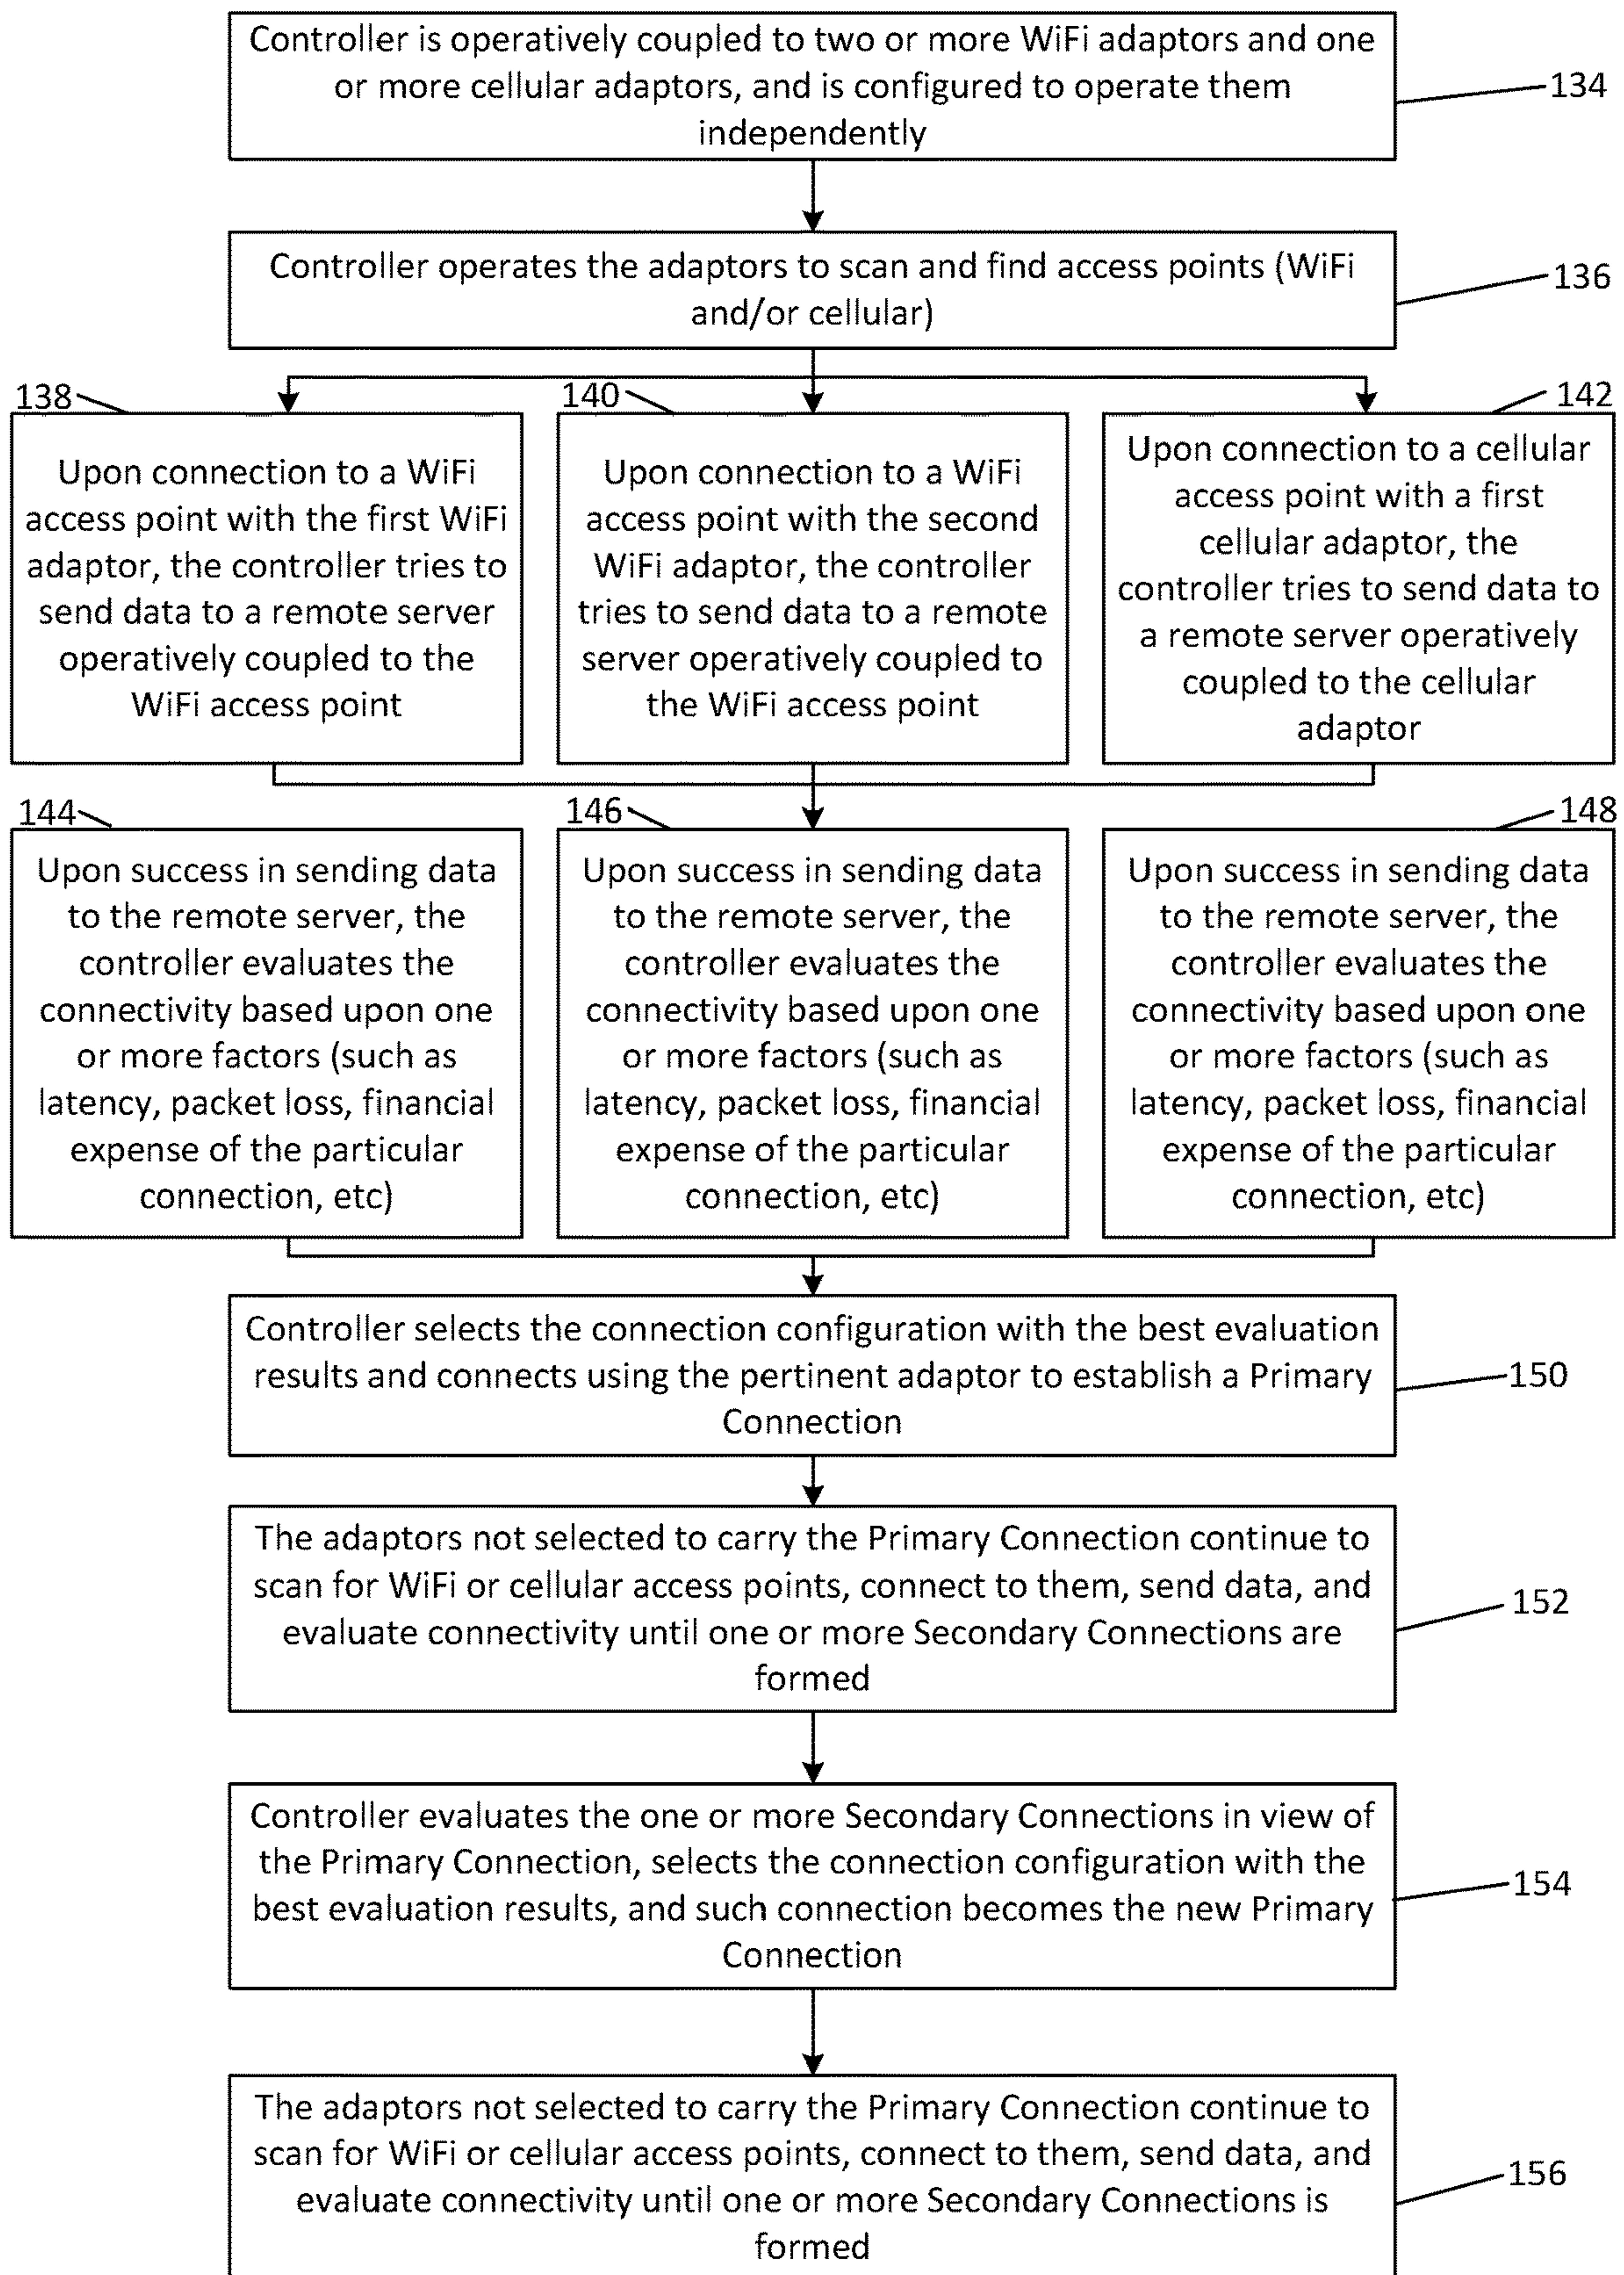 Controller is operatively coupled to two or more WiFi adaptors and one
or more cellular adaptors, and is configured to operate them
independently
134
Controller operates the adaptors to scan and find access points (WiFi
and/or cellular)
136
138
Upon connection to a WiFi
access point with the first WiFi
adaptor, the controller tries to
send data to a remote server
operatively coupled to the
WiFi access point
140
Upon connection to a WiFi
access point with the second
WiFi adaptor, the controller
tries to send data to a remote
server operatively coupled to
the WiFi access point
142
Upon connection to a cellular
access point with a first
cellular adaptor, the
controller tries to send data to
a remote server operatively
coupled to the cellular
adaptor
144
Upon success in sending data
to the remote server, the
controller evaluates the
connectivity based upon one
or more factors (such as
latency, packet loss, financial
expense of the particular
connection, etc)
146
Upon success in sending data
to the remote server, the
controller evaluates the
connectivity based upon one
or more factors (such as
latency, packet loss, financial
expense of the particular
connection, etc)
148
Upon success in sending data
to the remote server, the
controller evaluates the
connectivity based upon one
or more factors (such as
latency, packet loss, financial
expense of the particular
connection, etc)
Controller selects the connection configuration with the best evaluation
results and connects using the pertinent adaptor to establish a Primary
Connection
150
The adaptors not selected to carry the Primary Connection continue to
scan for WiFi or cellular access points, connect to them, send data, and
evaluate connectivity until one or more Secondary Connections are
formed
152
Controller evaluates the one or more Secondary Connections in view of
the Primary Connection, selects the connection configuration with the
best evaluation results, and such connection becomes the new Primary
Connection
154
The adaptors not selected to carry the Primary Connection continue to
scan for WiFi or cellular access points, connect to them, send data, and
evaluate connectivity until one or more Secondary Connections is
formed
156